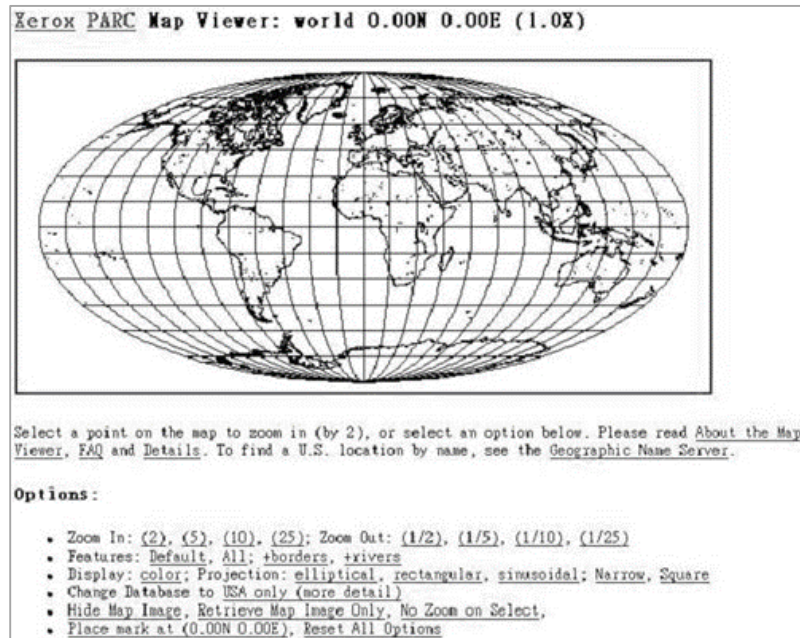 Xerox PARC Map Viewer: world 0.00N 0.00E (1.0X)
Select a point on the map to zoom in (by 2), or select an option below. Please read About the Map
Viewer, FAQ and Details. To find a U.S. location by name, see the Geographic Name Server.
Options:
• Zoom In: (2), (5), (10), (25); Zoom Out: (1/2), (1/5), (1/10), (1/25)
• Features: Default, All; +borders, +rivers
• Display: color; Projection: elliptical, rectangular, sinusoidal; Narrow, Square
• Change Database to USA only (more detail)
• Hide Map Image, Retrieve Map Image Only, No Zoom on Select,
• Place mark at (0.00N 0.00E), Reset All Options